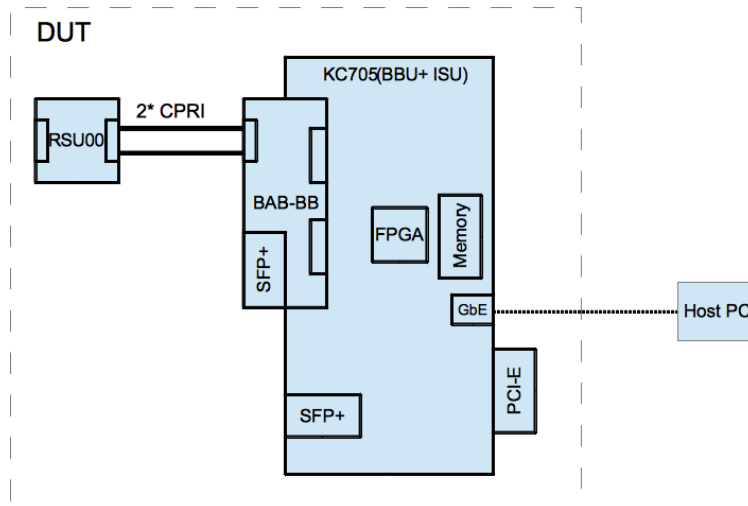 DUT
KC705(BBU+ ISU)
2* CPRI
RSU00
BAB-BB
FPGA
Memory
SFP+
GbE
Host PC
PCI-E
SFP+